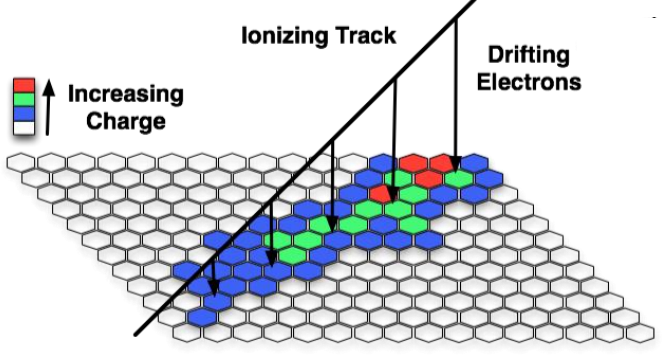 Ionizing Track
Drifting
Electrons
Increasing
Charge